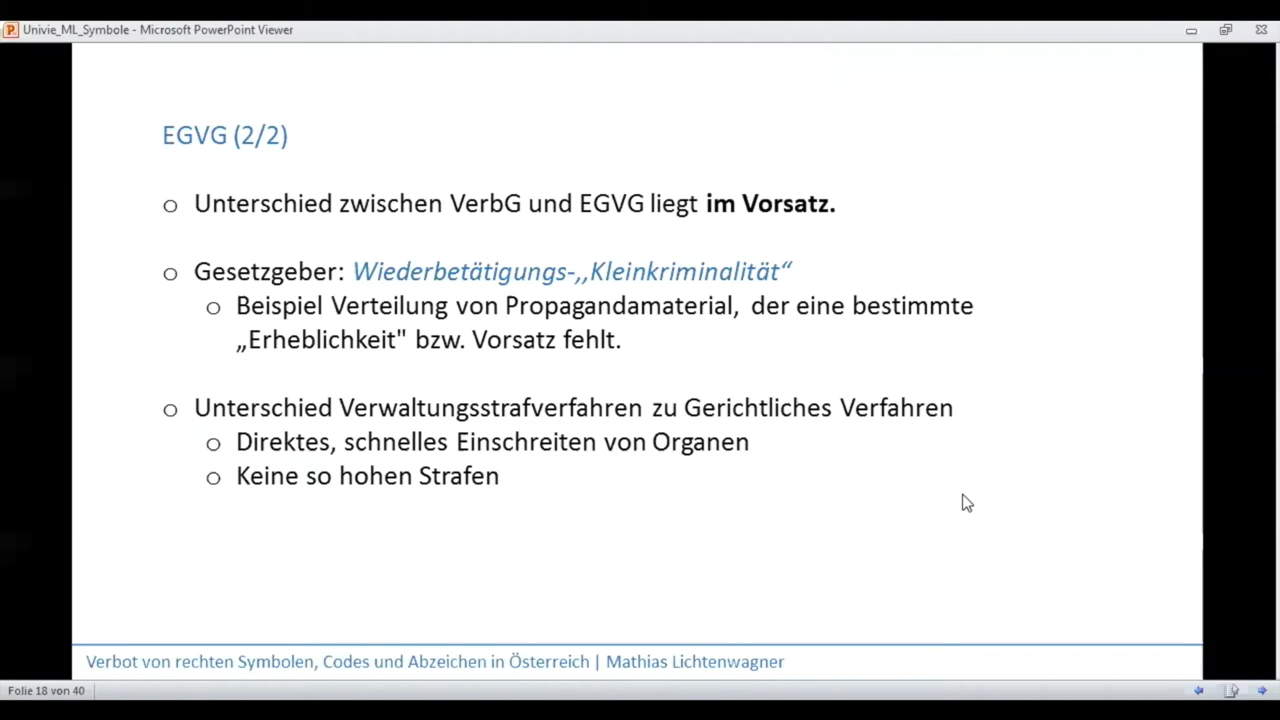 Univie_ML_Symbole - Microsoft PowerPoint Viewer
EGVG (2/2)
o Unterschied zwischen VerbG und EGVG liegt im Vorsatz.
o Gesetzgeber: Wiederbetätigungs-,,Kleinkriminalität“
o Beispiel Verteilung von Propagandamaterial, der eine bestimmte
„Erheblichkeit" bzw. Vorsatz fehlt.
o Unterschied Verwaltungsstrafverfahren zu Gerichtliches Verfahren
o Direktes, schnelles Einschreiten von Organen
o Keine so hohen Strafen
Verbot von rechten Symbolen, Codes und Abzeichen in Österreich | Mathias Lichtenwagner
Folie 18 von 40